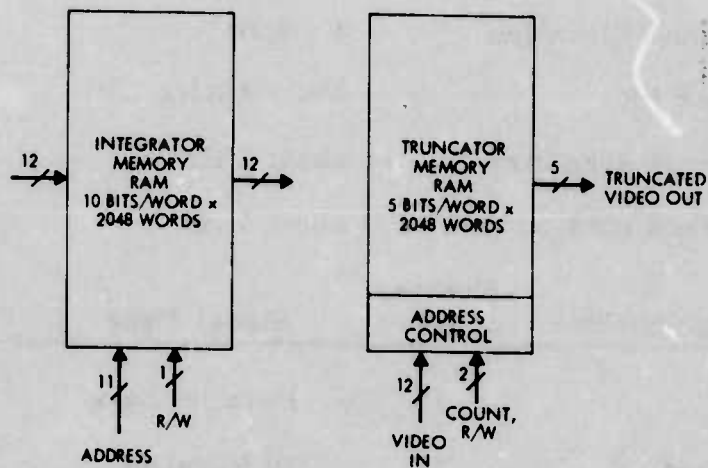 INTEGRATOR
MEMORY
RAM
10 BITS/WORD x
2048 WORDS
12
12
11
1
R/W
ADDRESS
TRUNCATOR
MEMORY
RAM
5 BITS/WORD x
2048 WORDS
5
TRUNCATED
VIDEO OUT
ADDRESS
CONTROL
12
2
VIDEO
IN
COUNT,
R/W